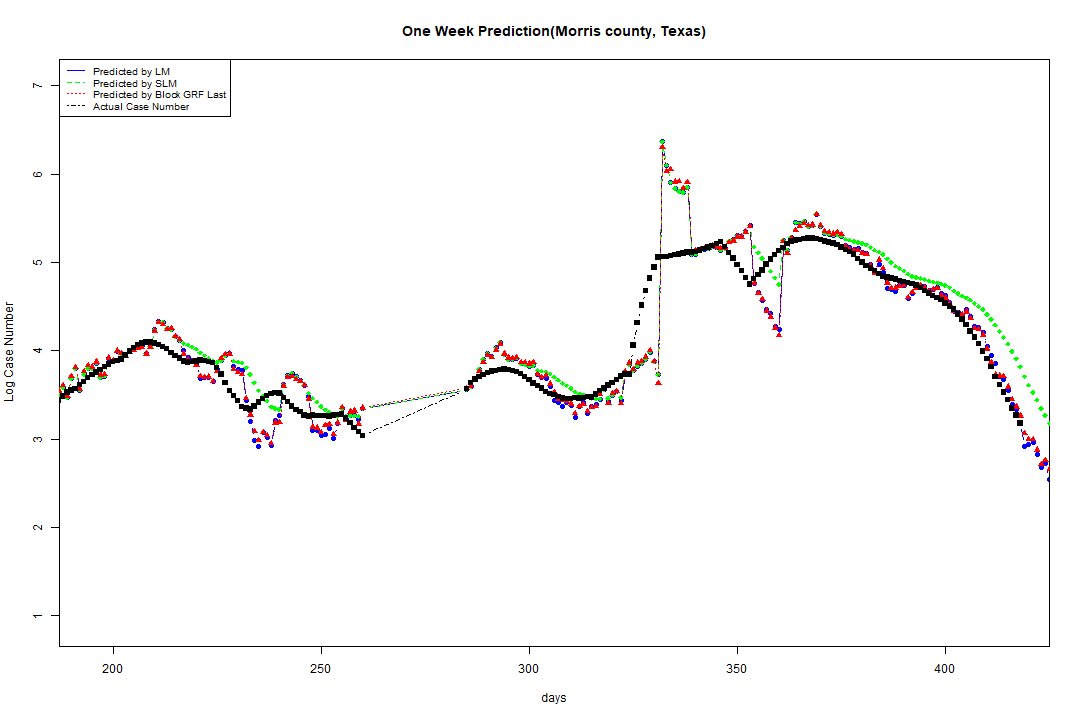 One Week Prediction(Morris county, Texas)
Predicted by LM
Predicted by SLM
Predicted by Block GRF Last
Actual Case Number
7
6
5
4
3
2
1
Log Case Number
200
250
300
350
400
days